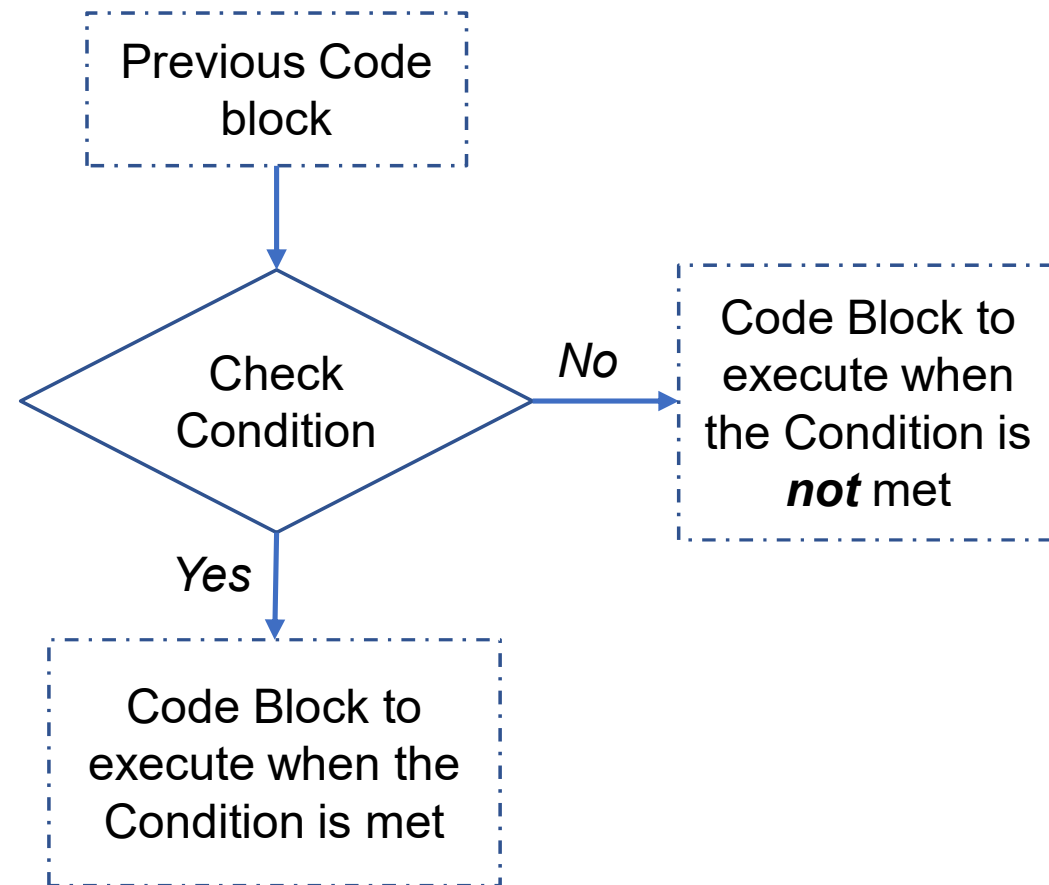 Previous Code
block
Check
Condition
No
Code Block to
execute when
the Condition is
not met
Yes
Code Block to
execute when the
Condition is met